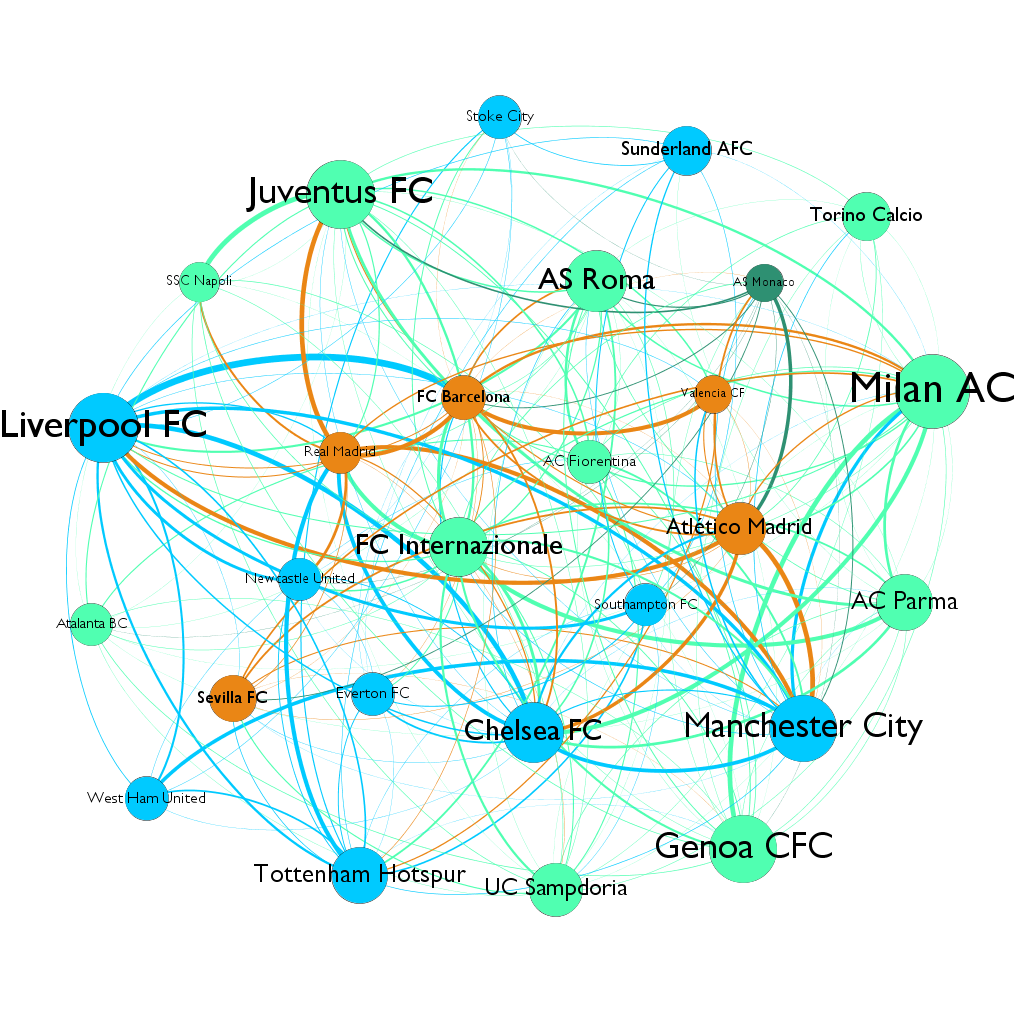 Stoke City
Sunderland AFC
Juventus FC
Torino Calcio
SSC Napoli
AS Roma
AS Monaco
Milan AC
FC Barcelona
Valencia CF
Liverpool FC
Real Madrid
AC Fiorentina
Atlético Madrid
FC Internazionale
Newcastle United
Southampton FC
AC Parma
Atalanta BC
Sevilla FC
Everton FC
Chelsea FC
Manchester City
West Ham United
Genoa CFC
Tottenham Hotspur
UC Sampdoria